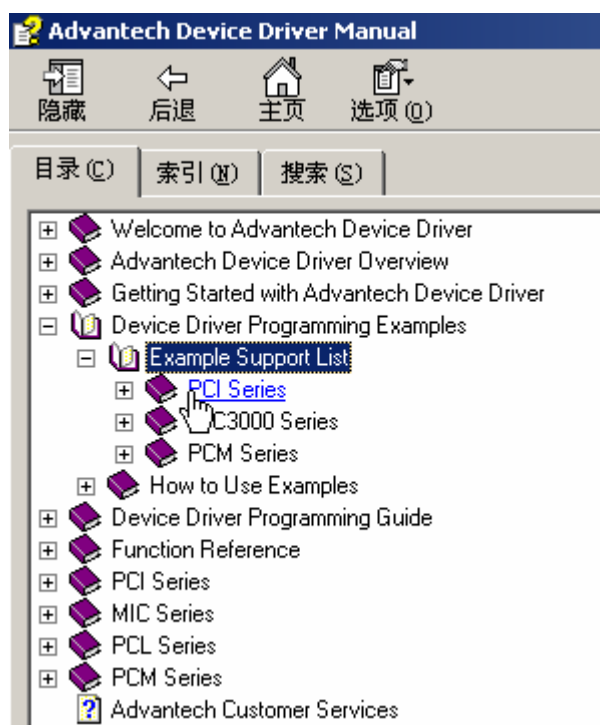 Advantech Device Driver Manual
隐藏 后退 主页 选项(O)
目录(C) 索引(N) 搜索(S)
Welcome to Advantech Device Driver
Advantech Device Driver Overview
Getting Started with Advantech Device Driver
Device Driver Programming Examples
Example Support List
PCI Series
C3000 Series
PCM Series
How to Use Examples
Device Driver Programming Guide
Function Reference
PCI Series
MIC Series
PCL Series
PCM Series
Advantech Customer Services